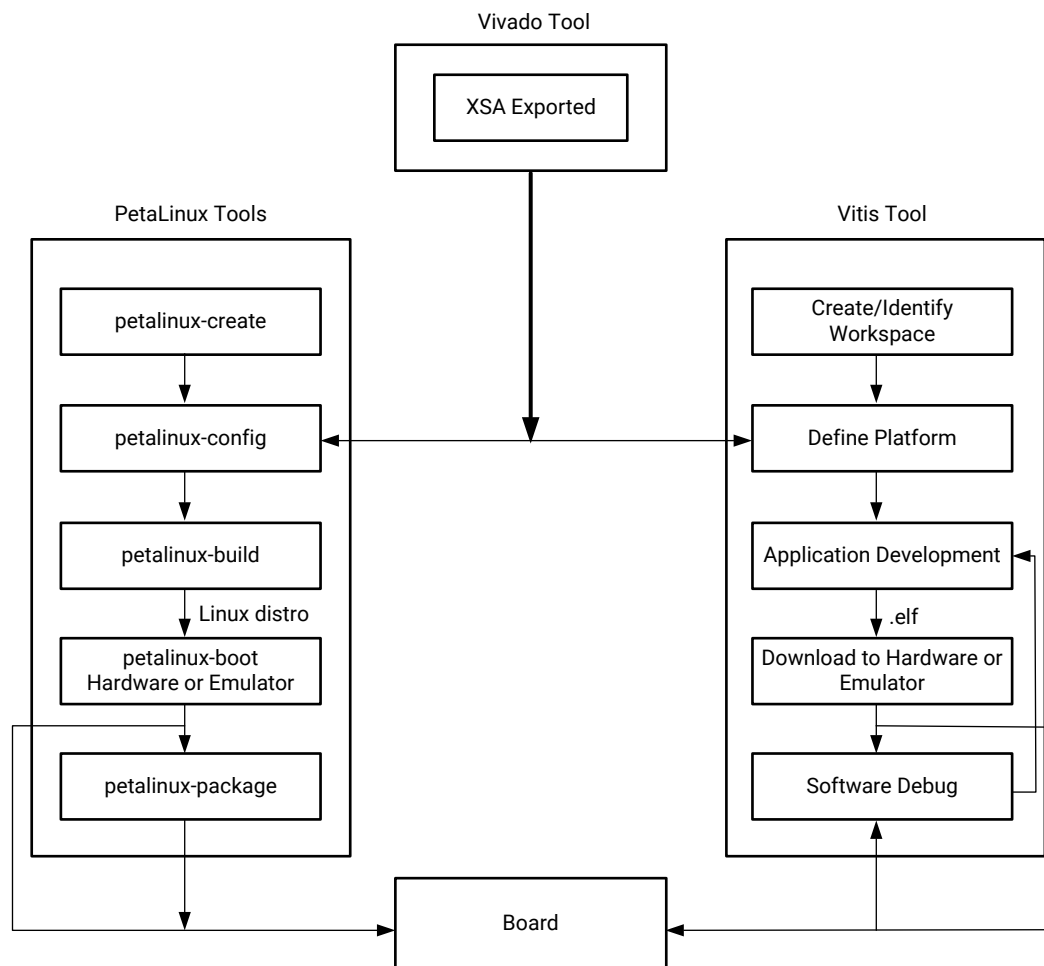 Vivado Tool
XSA Exported
PetaLinux Tools
petalinux-create
petalinux-config
petalinux-build
Linux distro
petalinux-boot
Hardware or Emulator
petalinux-package
Vitis Tool
Create/Identify
Workspace
Define Platform
Application Development
.elf
Download to Hardware or
Emulator
Software Debug
Board